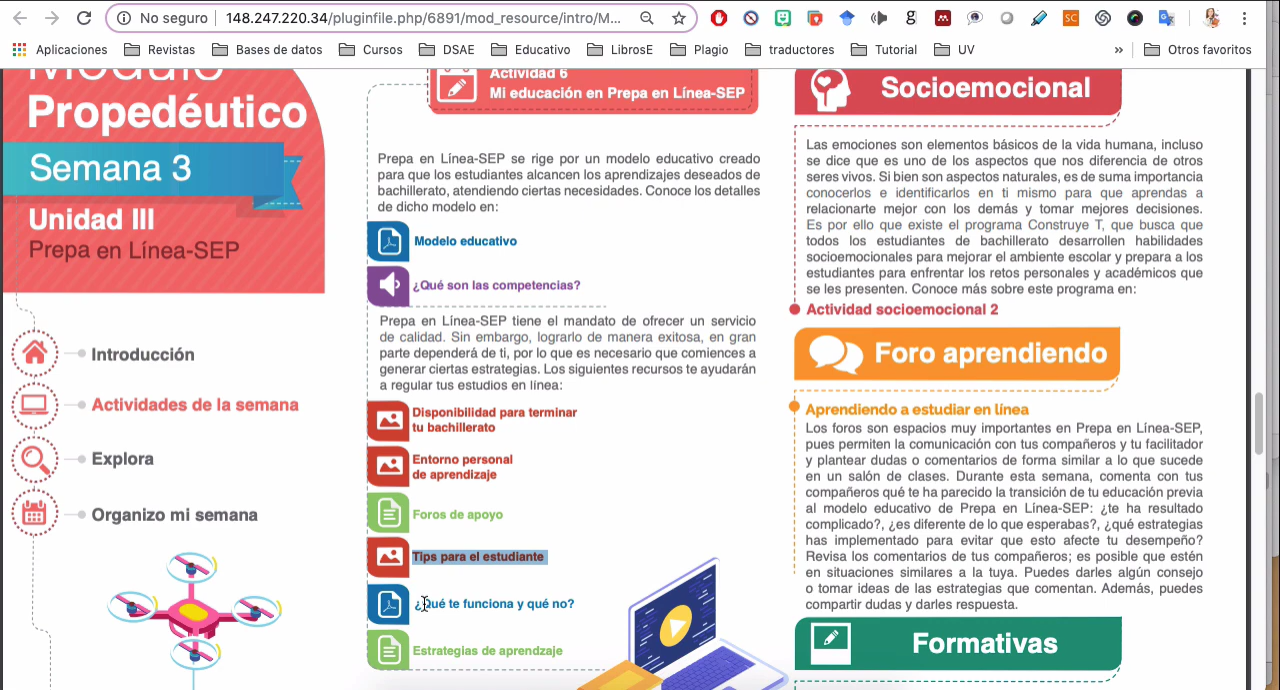 No seguro
148.247.220.34/pluginfile.php/6891/mod_resource/intro/M...
Aplicaciones
Revistas
Bases de datos
Cursos
DSAE
Educativo
LibrosE
Plagio
traductores
Tutorial
UV
»
Otros favoritos
Módulo
Propedéutico
Semana 3
Unidad III
Prepa en Línea-SEP
Introducción
Actividades de la semana
Explora
Organizo mi semana
Actividad 6
Mi educación en Prepa en Línea-SEP
Prepa en Línea-SEP se rige por un modelo educativo creado
para que los estudiantes alcancen los aprendizajes deseados de
bachillerato, atendiendo ciertas necesidades. Conoce los detalles
de dicho modelo en:
Modelo educativo
¿Qué son las competencias?
Prepa en Línea-SEP tiene el mandato de ofrecer un servicio
de calidad. Sin embargo, lograrlo de manera exitosa, en gran
parte dependerá de ti, por lo que es necesario que comiences a
generar ciertas estrategias. Los siguientes recursos te ayudarán
a regular tus estudios en línea:
Disponibilidad para terminar
tu bachillerato
Entorno personal
de aprendizaje
Foros de apoyo
Tips para el estudiante
¿Qué te funciona y qué no?
Estrategias de aprendzaje
Socioemocional
Las emociones son elementos básicos de la vida humana, incluso
se dice que es uno de los aspectos que nos diferencia de otros
seres vivos. Si bien son aspectos naturales, es de suma importancia
conocerlos e identificarlos en ti mismo para que aprendas a
relacionarte mejor con los demás y tomar mejores decisiones.
Es por ello que existe el programa Construye T, que busca que
todos los estudiantes de bachillerato desarrollen habilidades
socioemocionales para mejorar el ambiente escolar y prepara a los
estudiantes para enfrentar los retos personales y académicos que
se les presenten. Conoce más sobre este programa en:
Actividad socioemocional 2
Foro aprendiendo
Aprendiendo a estudiar en línea
Los foros son espacios muy importantes en Prepa en Línea-SEP,
pues permiten la comunicación con tus compañeros y tu facilitador
y plantear dudas o comentarios de forma similar a lo que sucede
en un salón de clases. Durante esta semana, comenta con tus
compañeros qué te ha parecido la transición de tu educación previa
al modelo educativo de Prepa en Línea-SEP: ¿te ha resultado
complicado?, ¿es diferente de lo que esperabas?, ¿qué estrategias
has implementado para evitar que esto afecte tu desempeño?
Revisa los comentarios de tus compañeros; es posible que estén
en situaciones similares a la tuya. Puedes darles algún consejo
o tomar ideas de las estrategias que comentan. Además, puedes
compartir dudas y darles respuesta.
Formativas